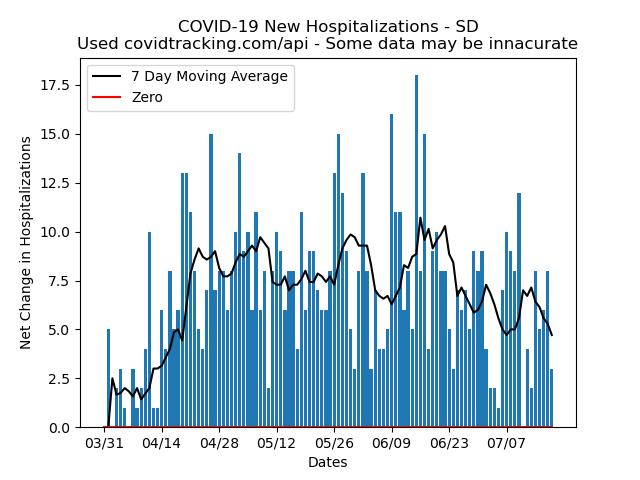 COVID-19 New Hospitalizations - SD
Used covidtracking.com/api - Some data may be innacurate
7 Day Moving Average
Zero
Net Change in Hospitalizations
17.5
15.0
12.5
10.0
7.5
5.0
2.5
0.0
03/31 04/14 04/28 05/12 05/26 06/09 06/23 07/07
Dates